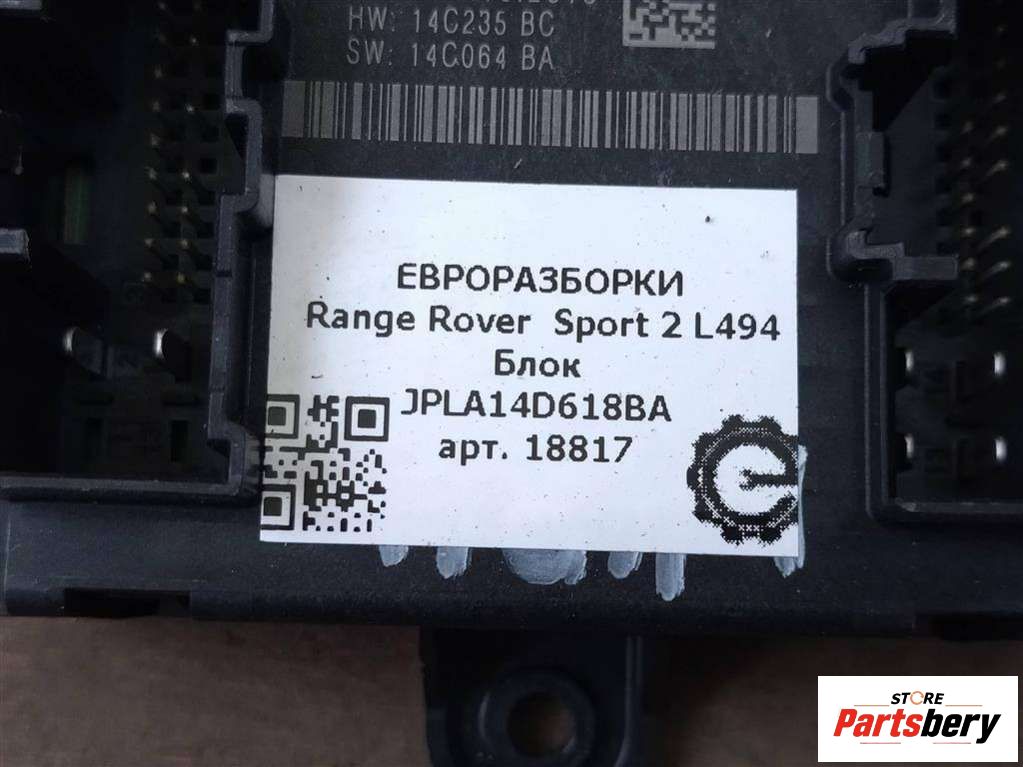 HW: 14C235 BC
SW: 14C064 BA
ЕВРОРАЗБОРКИ
Range Rover Sport 2 L494
Блок
JPLA14D618BA
арт. 18817
STORE
Partsbery